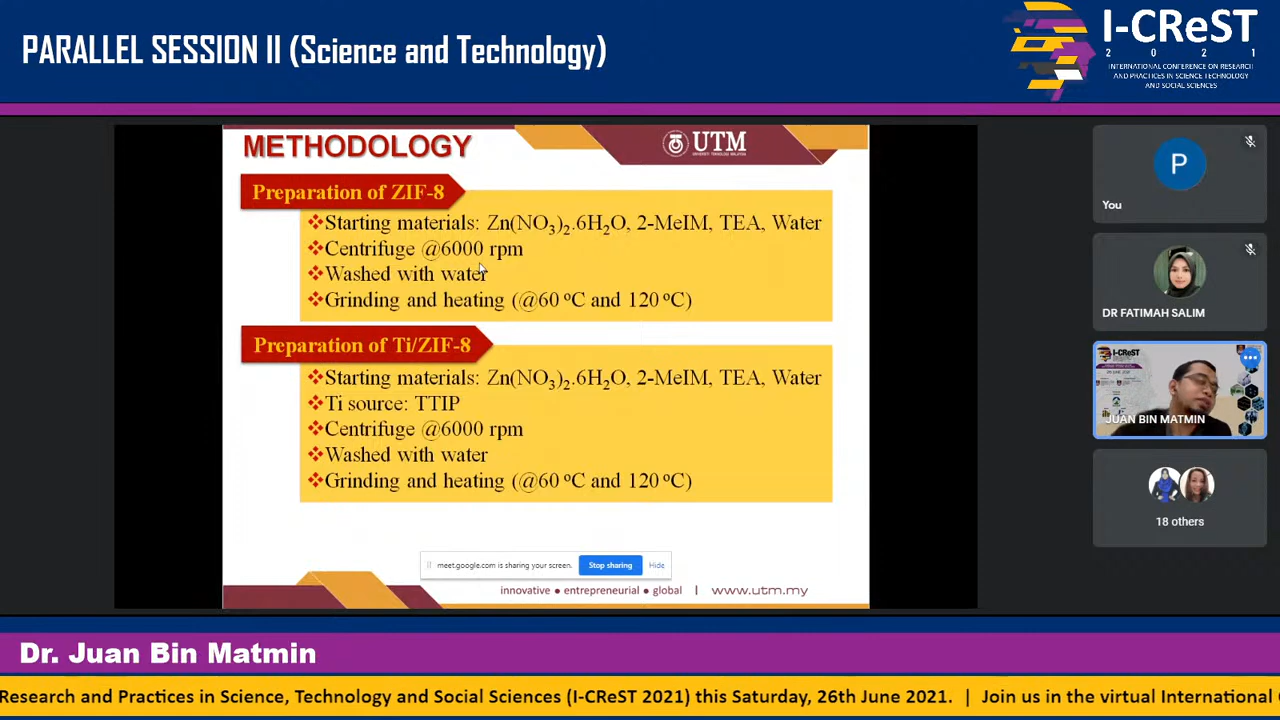 PARALLEL SESSION II (Science and Technology)
I-CReST
2 0 2 1
INTERNATIONAL CONFERENCE ON RESEARCH
AND PRACTICES IN SCIENCE TECHNOLOGY
AND SOCIAL SCIENCES
METHODOLOGY
UTM
UNIVERSITI TEKNOLOGI MALAYSIA
Preparation of ZIF-8
❖Starting materials: Zn(NO₃)₂.6H₂O, 2-MeIM, TEA, Water
❖Centrifuge @6000 rpm
❖Washed with water
❖Grinding and heating (@60 ᵒC and 120 ᵒC)
Preparation of Ti/ZIF-8
❖Starting materials: Zn(NO₃)₂.6H₂O, 2-MeIM, TEA, Water
❖Ti source: TTIP
❖Centrifuge @6000 rpm
❖Washed with water
❖Grinding and heating (@60 ᵒC and 120 ᵒC)
meet.google.com is sharing your screen.
Stop sharing
Hide
innovative ● entrepreneurial ● global | www.utm.my
P
You
DR FATIMAH SALIM
I-CReST
JUAN BIN MATMIN
18 others
Dr. Juan Bin Matmin
Research and Practices in Science, Technology and Social Sciences (I-CReST 2021) this Saturday, 26th June 2021. | Join us in the virtual International